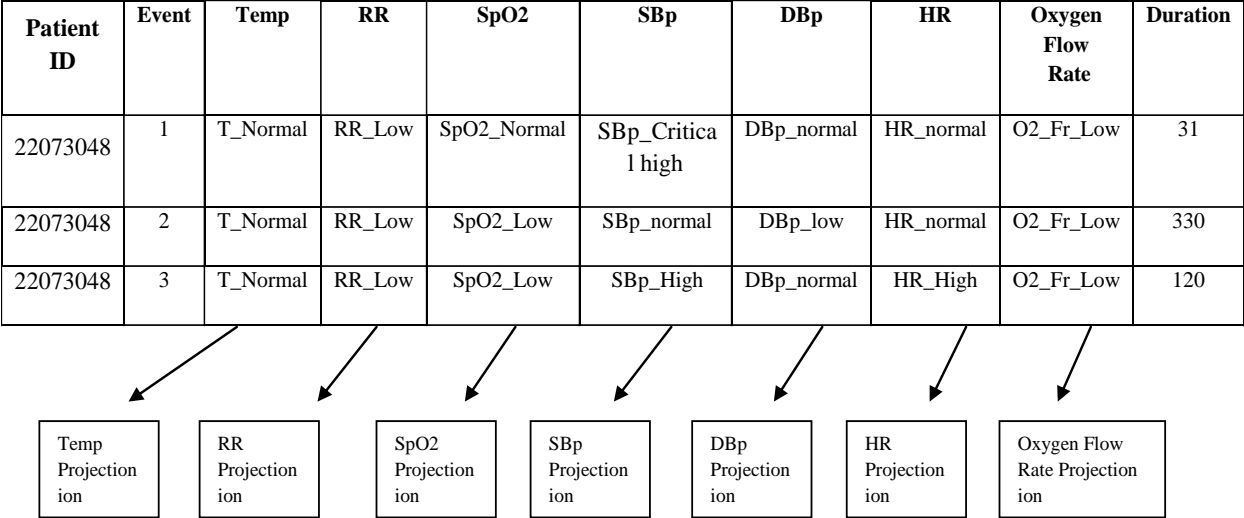 Patient ID Event Temp RR SpO2 SBp DBp HR Oxygen Flow Rate Duration
22073048 1 T_Normal RR_Low SpO2_Normal SBp_Critica l high DBp_normal HR_normal O2_Fr_Low 31
22073048 2 T_Normal RR_Low SpO2_Low SBp_normal DBp_low HR_normal O2_Fr_Low 330
22073048 3 T_Normal RR_Low SpO2_Low SBp_High DBp_normal HR_High O2_Fr_Low 120
Temp
Projection
ion
RR
Projection
ion
SpO2
Projection
ion
SBp
Projection
ion
DBp
Projection
ion
HR
Projection
ion
Oxygen Flow
Rate Projection
ion